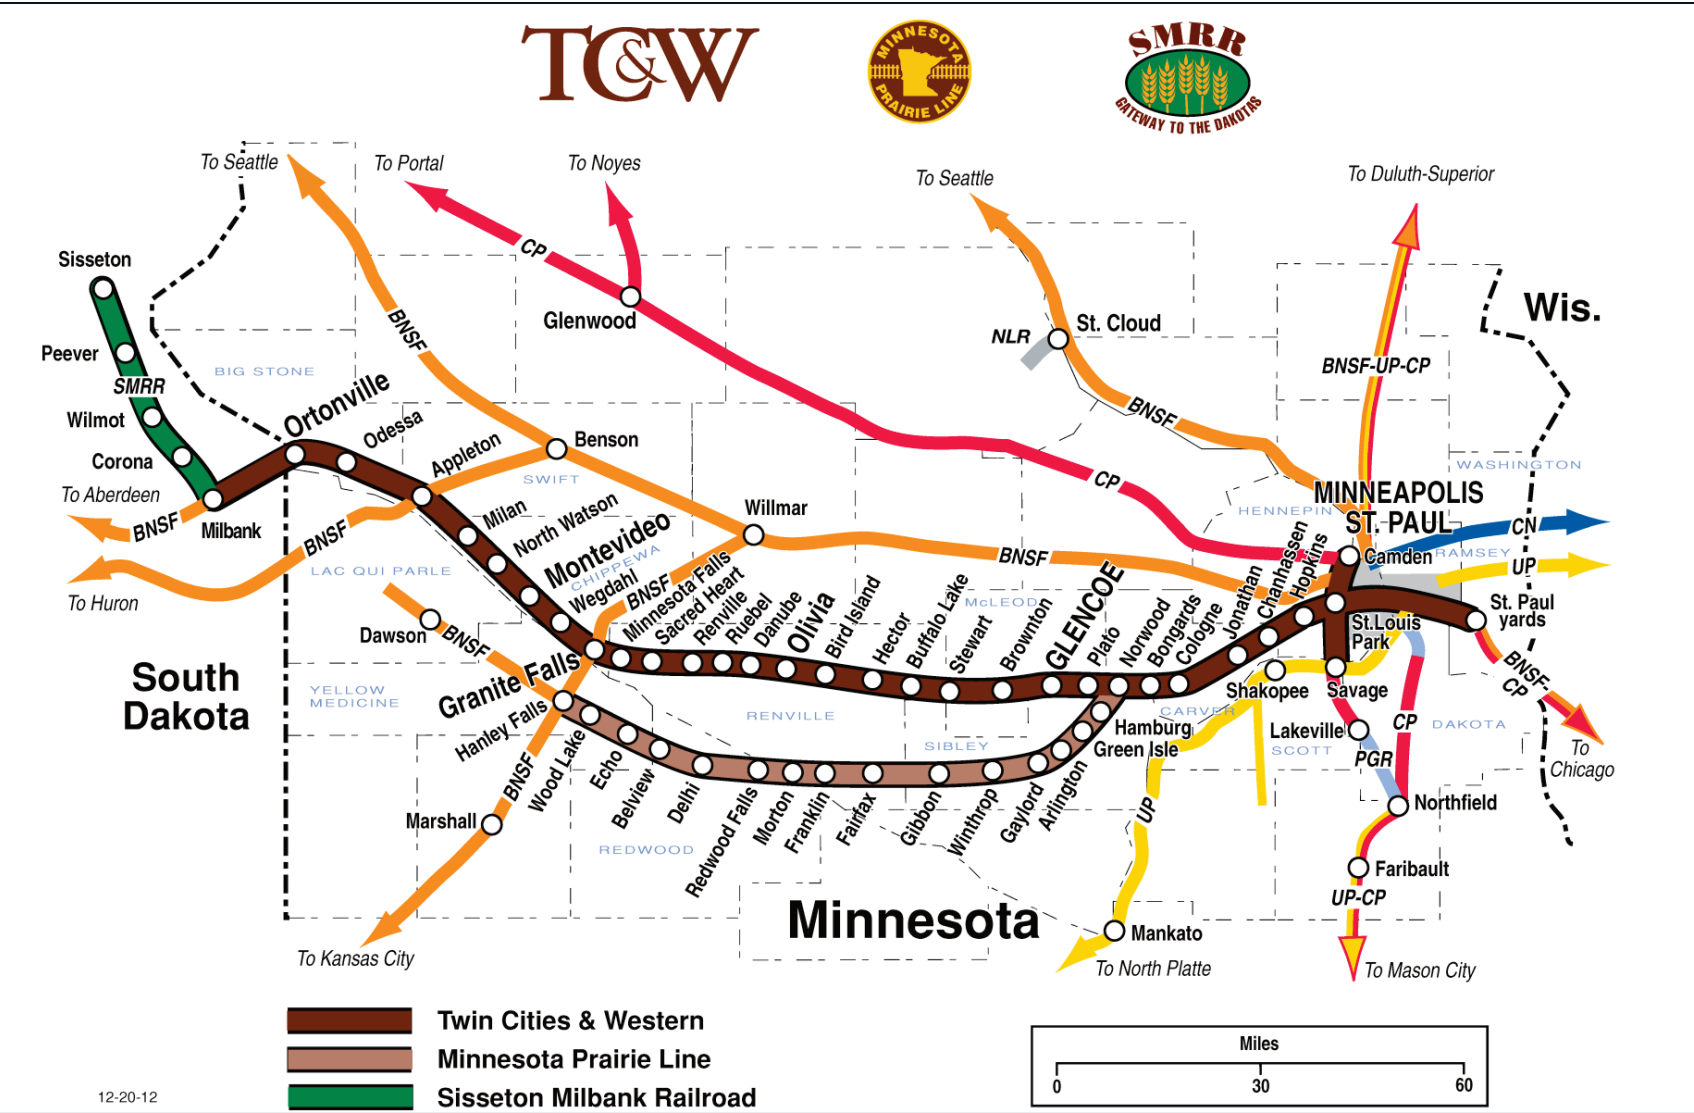 TC&W
MINNESOTA
PRAIRIE LINE
SMRR
GATEWAY TO THE DAKOTAS
To Seattle
To Portal
To Noyes
To Seattle
To Duluth-Superior
Sisseton
Peever
SMRR
Wilmot
Corona
To Aberdeen
BNSF
Milbank
To Huron
BNSF
BIG STONE
Ortonville
Odessa
Appleton
BNSF
CP
Glenwood
Benson
SWIFT
Milan
North Watson
Montevideo
CHIPPEWA
Wegdahl
BNSF
Willmar
LAC QUI PARLE
NLR
St. Cloud
BNSF
CP
BNSF
BNSF-UP-CP
Wis.
WASHINGTON
HENNEPIN
MINNEAPOLIS
ST. PAUL
Camden
RAMSEY
CN
UP
St. Paul
yards
St.Louis
Park
BNSF-
CP
To
Chicago
Dawson
BNSF
Granite Falls
Minnesota Falls
Sacred Heart
Renville
Ruebel
Danube
Olivia
Bird Island
Hector
Buffalo Lake
Stewart
Brownton
McLEOD
GLENCOE
Plato
Norwood
Bongards
Cologne
Jonathan
Chanhassen
Hopkins
South
Dakota
YELLOW
MEDICINE
RENVILLE
SIBLEY
CARVER
SCOTT
DAKOTA
Shakopee
Savage
Lakeville
CP
PGR
Northfield
Faribault
UP-CP
To Mason City
Hanley Falls
Wood Lake
Echo
Belview
Delhi
Redwood Falls
Morton
Franklin
Fairfax
Gibbon
Winthrop
Gaylord
Arlington
Green Isle
Hamburg
BNSF
Marshall
REDWOOD
To Kansas City
UP
Mankato
To North Platte
Minnesota
Twin Cities & Western
Minnesota Prairie Line
Sisseton Milbank Railroad
Miles
0 30 60
12-20-12